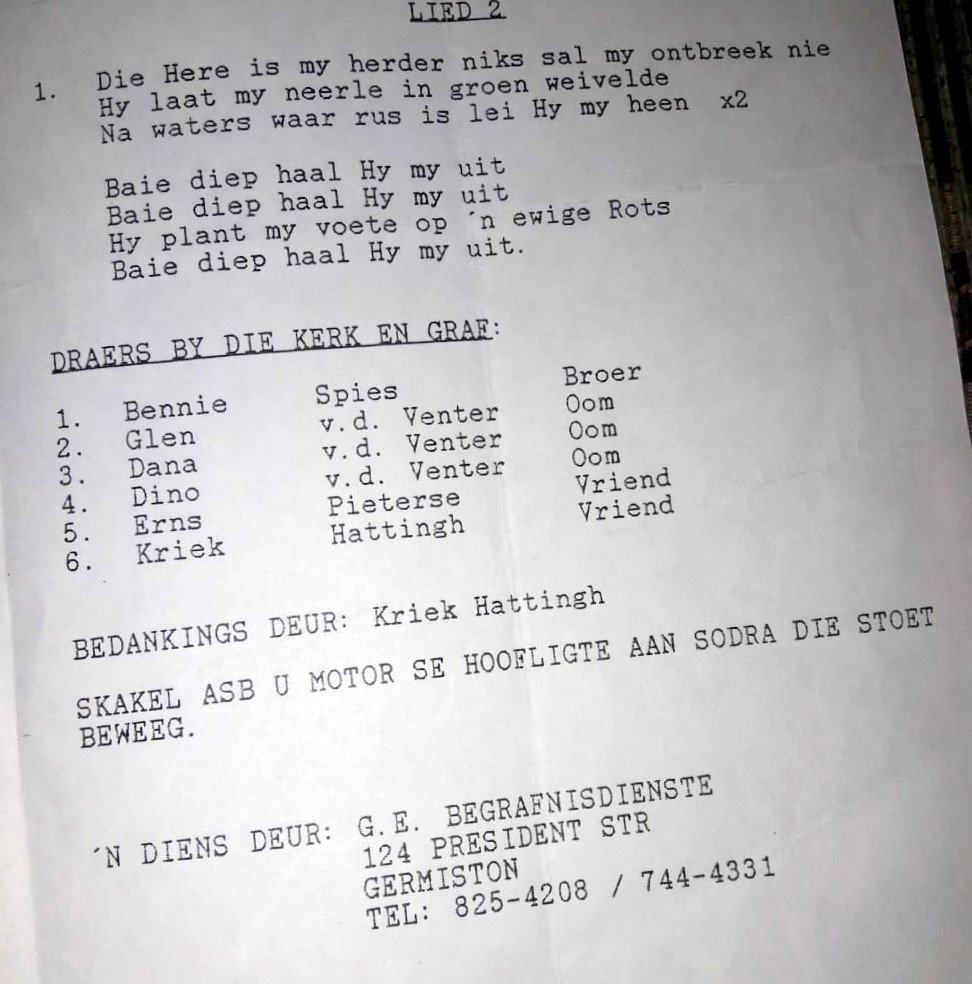 LIED 2
1. Die Here is my herder niks sal my ontbreek nie
Hy laat my neerle in groen weivelde
Na waters waar rus is lei Hy my heen x2
Baie diep haal Hy my uit
Baie diep haal Hy my uit
Hy plant my voete op ´n ewige Rots
Baie diep haal Hy my uit.
DRAERS BY DIE KERK EN GRAF:
1. Bennie Spies Broer
2. Glen v.d. Venter Oom
3. Dana v.d. Venter Oom
4. Dino v.d. Venter Oom
5. Erns Pieterse Vriend
6. Kriek Hattingh Vriend
BEDANKINGS DEUR: Kriek Hattingh
SKAKEL ASB U MOTOR SE HOOFLIGTE AAN SODRA DIE STOET
BEWEEG.
´N DIENS DEUR: G.E. BEGRAFNISDIENSTE
124 PRESIDENT STR
GERMISTON
TEL: 825-4208 / 744-4331